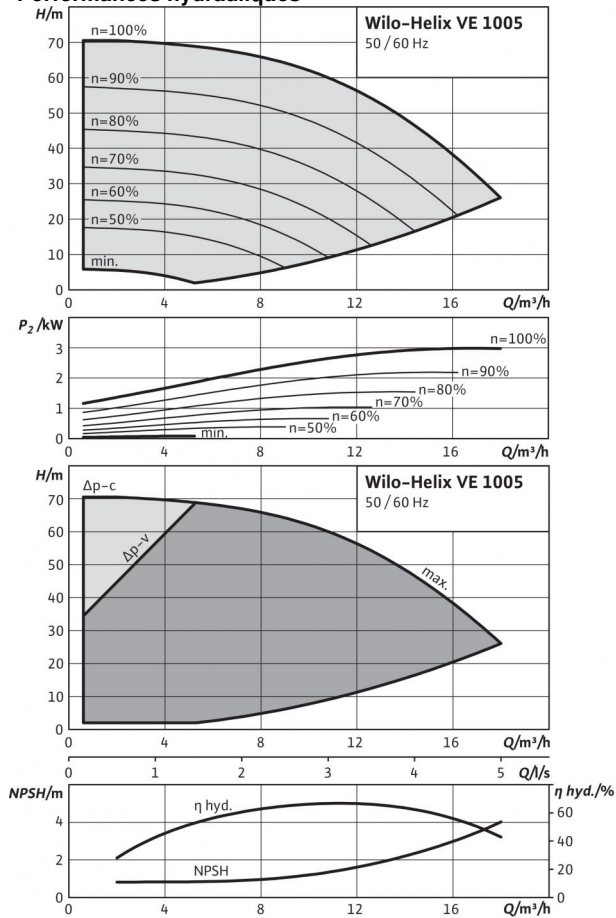 Performances hydrauliques
H/m
Wilo-Helix VE 1005
50 / 60 Hz
n=100%
70
n=90%
60
50
n=80%
40
n=70%
30
n=60%
20
n=50%
10
min.
0
0 4 8 12 16 Q/m³/h
P₂ /kW
3
n=100%
2
n=90%
n=80%
1
n=70%
n=60%
n=50%
min.
0
0 4 8 12 16 Q/m³/h
H/m
Wilo-Helix VE 1005
50 / 60 Hz
Δp-c
70
60
Δp-v
50
max.
40
30
20
10
0
0 4 8 12 16 Q/m³/h
0 1 2 3 4 5 Q/l/s
NPSH/m
η hyd./%
η hyd.
60
4
40
2
NPSH
20
0
0
0 4 8 12 16 Q/m³/h